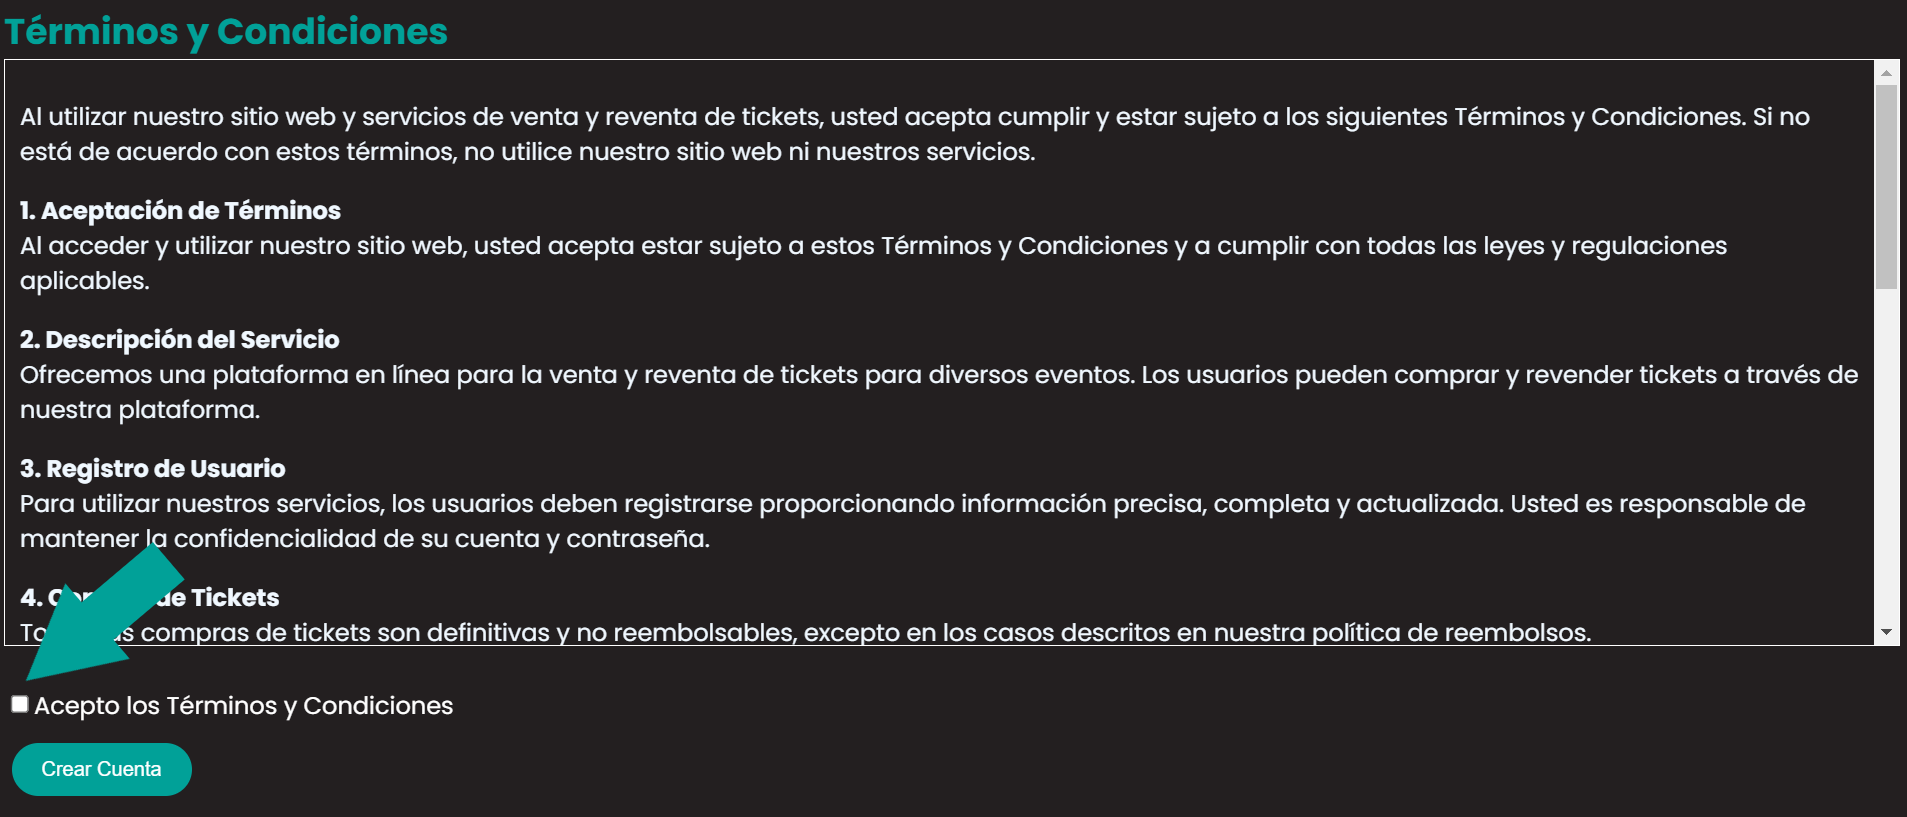 Términos y Condiciones
Al utilizar nuestro sitio web y servicios de venta y reventa de tickets, usted acepta cumplir y estar sujeto a los siguientes Términos y Condiciones. Si no
está de acuerdo con estos términos, no utilice nuestro sitio web ni nuestros servicios.
1. Aceptación de Términos
Al acceder y utilizar nuestro sitio web, usted acepta estar sujeto a estos Términos y Condiciones y a cumplir con todas las leyes y regulaciones
aplicables.
2. Descripción del Servicio
Ofrecemos una plataforma en línea para la venta y reventa de tickets para diversos eventos. Los usuarios pueden comprar y revender tickets a través de
nuestra plataforma.
3. Registro de Usuario
Para utilizar nuestros servicios, los usuarios deben registrarse proporcionando información precisa, completa y actualizada. Usted es responsable de
mantener la confidencialidad de su cuenta y contraseña.
4. de Tickets
compras de tickets son definitivas y no reembolsables, excepto en los casos descritos en nuestra política de reembolsos.
Acepto los Términos y Condiciones
Crear Cuenta